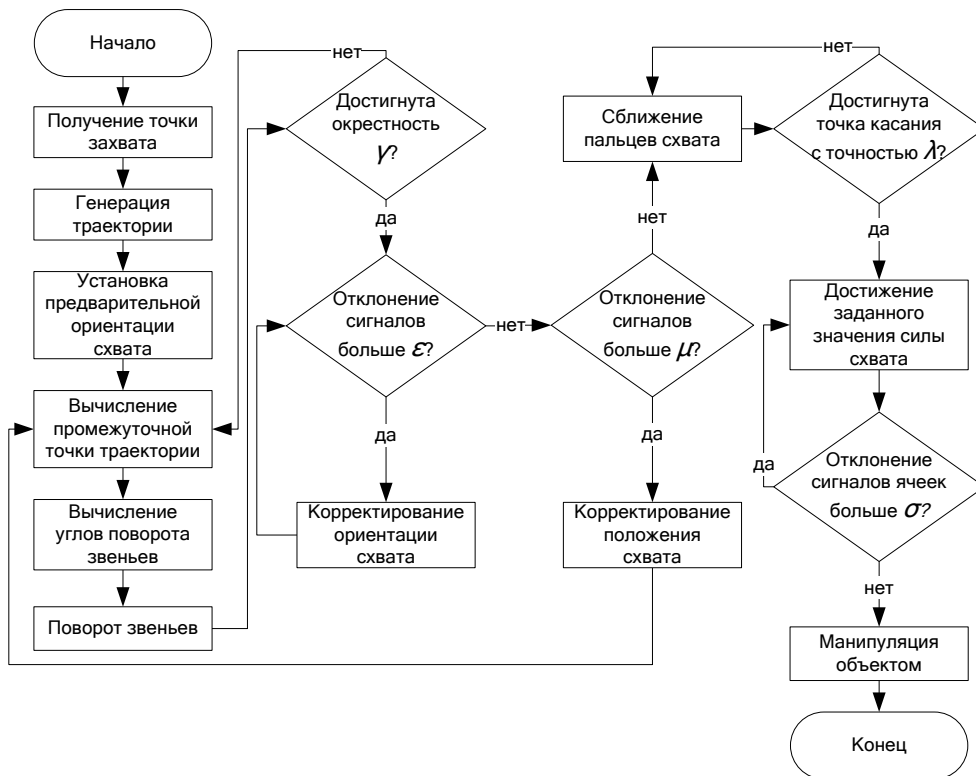 Начало
Получение точки
захвата
Генерация
траектории
Установка
предварительной
ориентации
схвата
Вычисление
промежуточной
точки траектории
Вычисление
углов поворота
звеньев
Поворот звеньев
нет
Достигнута
окрестность
γ?
да
Отклонение
сигналов
больше ε?
нет
да
Корректирование
ориентации
схвата
Сближение
пальцев схвата
нет
Отклонение
сигналов
больше μ?
да
Корректирование
положения
схвата
нет
Достигнута
точка касания
с точностью λ?
да
Достижение
заданного
значения силы
схвата
да
Отклонение
сигналов ячеек
больше σ?
нет
Манипуляция
объектом
Конец